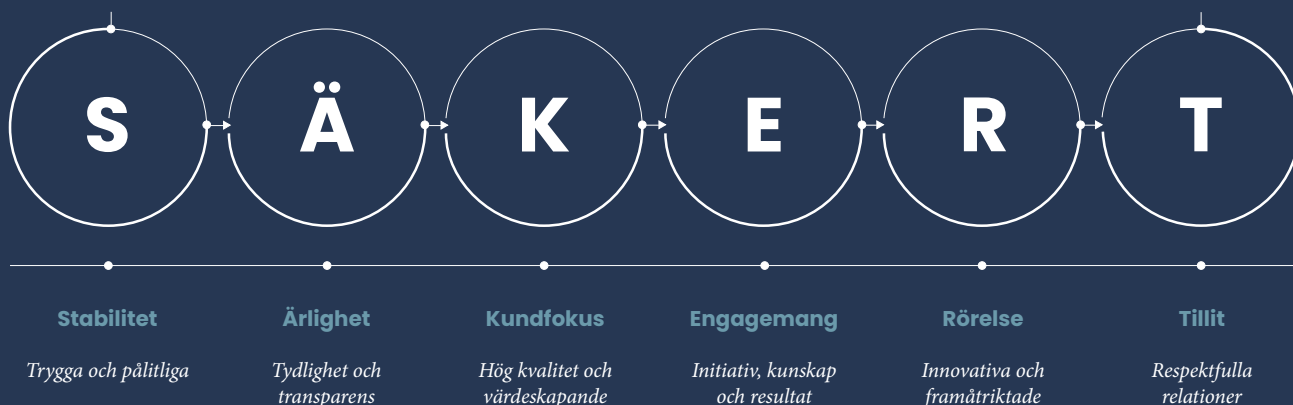 S Ä K E R T
Stabilitet Ärlighet Kundfokus Engagemang Rörelse Tillit
Trygga och pålitliga Tydlighet och Hög kvalitet och Initiativ, kunskap Innovativa och Respektfulla
transparens värdeskapande och resultat framåtriktade relationer